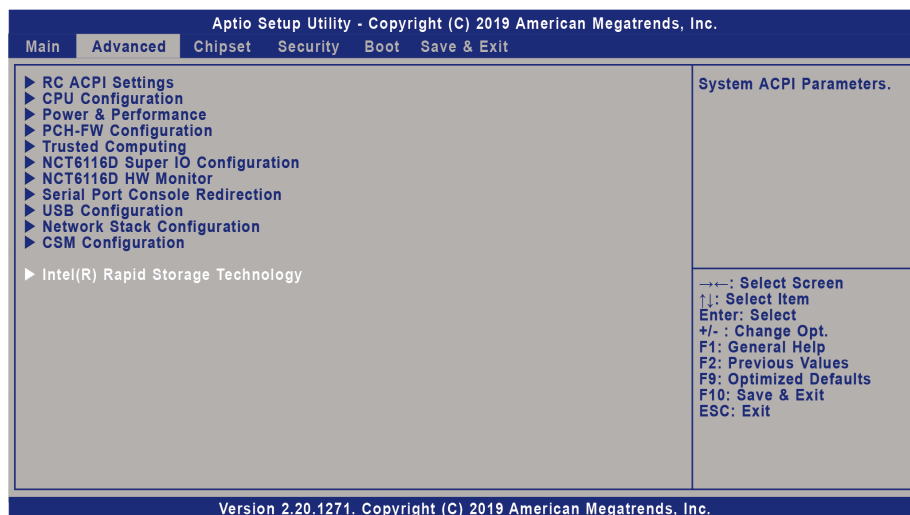 Aptio Setup Utility - Copyright (C) 2019 American Megatrends, Inc.
Main Advanced Chipset Security Boot Save & Exit
▶ RC ACPI Settings
▶ CPU Configuration
▶ Power & Performance
▶ PCH-FW Configuration
▶ Trusted Computing
▶ NCT6116D Super IO Configuration
▶ NCT6116D HW Monitor
▶ Serial Port Console Redirection
▶ USB Configuration
▶ Network Stack Configuration
▶ CSM Configuration
▶ Intel(R) Rapid Storage Technology
System ACPI Parameters.
→←: Select Screen
↑↓: Select Item
Enter: Select
+/- : Change Opt.
F1: General Help
F2: Previous Values
F9: Optimized Defaults
F10: Save & Exit
ESC: Exit
Version 2.20.1271. Copyright (C) 2019 American Megatrends, Inc.